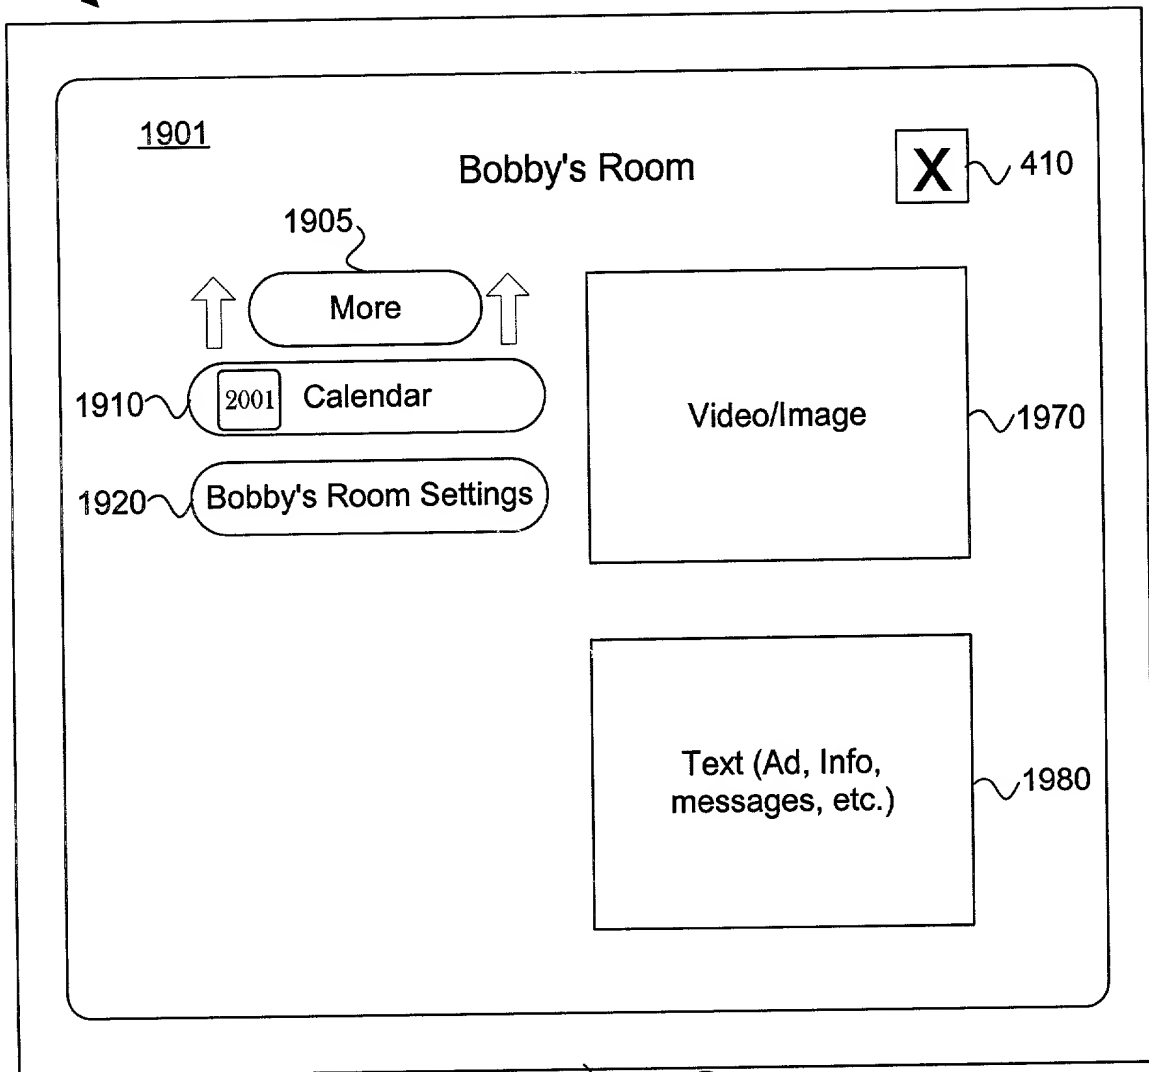 1901
Bobby's Room
X
410
1905
More
1910
2001
Calendar
1920
Bobby's Room Settings
Video/Image
1970
Text (Ad, Info,
messages, etc.)
1980